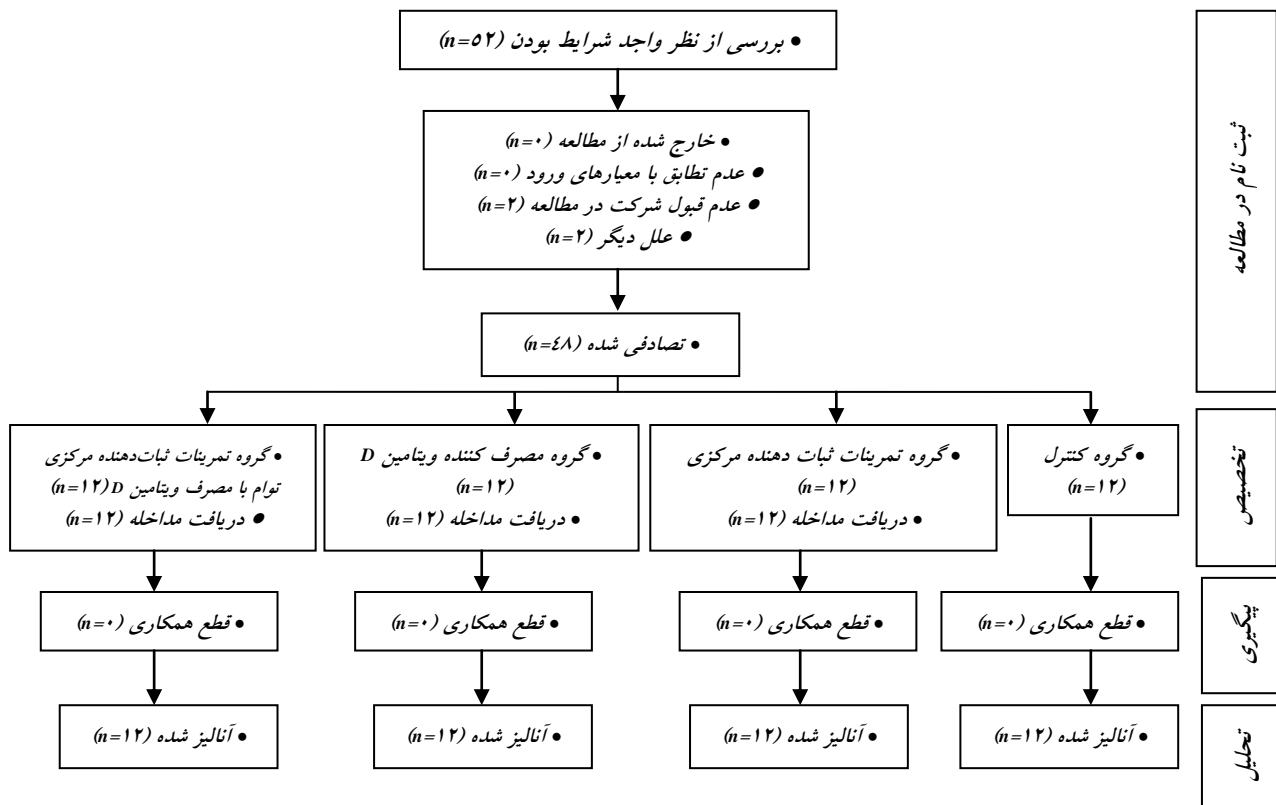 • بررسی از نظر واجد شرایط بودن (n=۵۲)
• خارج شده از مطالعه (n=۰)
• عدم تطابق با معیارهای ورود (n=۰)
• عدم قبول شرکت در مطالعه (n=۲)
• علل دیگر (n=۲)
• تصادفی شده (n=۴۸)
ثبت نام در مطالعه
• گروه کنترل
(n=۱۲)
• گروه تمرینات ثبات دهنده مرکزی
(n=۱۲)
• دریافت مداخله (n=۱۲)
• گروه مصرف کننده ویتامین D
(n=۱۲)
• دریافت مداخله (n=۱۲)
• گروه تمرینات ثبات‌دهنده مرکزی
توام با مصرف ویتامین D (n=۱۲)
• دریافت مداخله (n=۱۲)
تخصیص
• قطع همکاری (n=۰)
• قطع همکاری (n=۰)
• قطع همکاری (n=۰)
• قطع همکاری (n=۰)
پیگیری
• آنالیز شده (n=۱۲)
• آنالیز شده (n=۱۲)
• آنالیز شده (n=۱۲)
• آنالیز شده (n=۱۲)
تحلیل